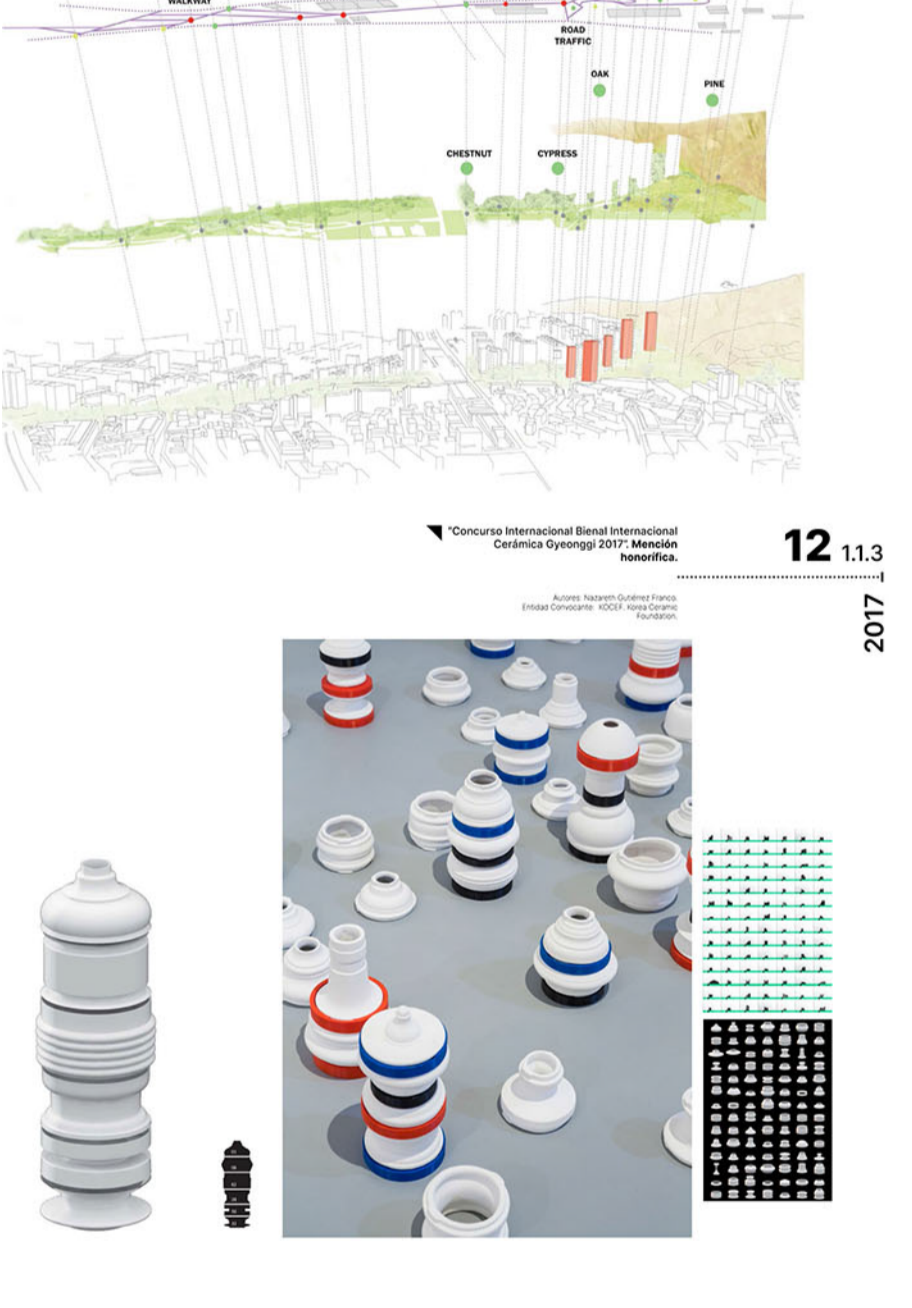 WALKWAY
ROAD
TRAFFIC
OAK
PINE
CHESTNUT
CYPRESS
"Concurso Internacional Bienal Internacional
Cerámica Gyeonggi 2017". Mención
honorífica.
12 1.1.3
2017
Autores: Nazareth Gutiérrez Franco.
Entidad Convocante: KOCEF. Korea Ceramic
Foundation.